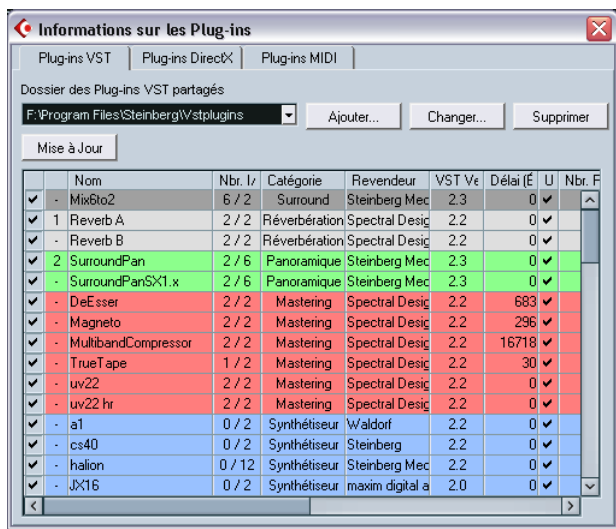 Informations sur les Plug-ins
Plug-ins VST Plug-ins DirectX Plug-ins MIDI
Dossier des Plug-ins VST partagés
F:\Program Files\Steinberg\Vstplugins Ajouter... Changer... Supprimer
Mise à Jour
Nom Nbr. I/ Catégorie Revendeur VST Ve Délai (É U Nbr. F
- Mix6to2 6 / 2 Surround Steinberg Med 2.3 0
1 Reverb A 2 / 2 Réverbération Spectral Desig 2.2 0
- Reverb B 2 / 2 Réverbération Spectral Desig 2.2 0
2 SurroundPan 2 / 6 Panoramique Steinberg Med 2.3 0
- SurroundPanSX1.x 2 / 6 Panoramique Steinberg Med 2.3 0
- DeEsser 2 / 2 Mastering Spectral Desig 2.2 683
- Magneto 2 / 2 Mastering Spectral Desig 2.2 296
- MultibandCompressor 2 / 2 Mastering Spectral Desig 2.2 16718
- TrueTape 1 / 2 Mastering Spectral Desig 2.2 30
- uv22 2 / 2 Mastering Spectral Desig 2.2 0
- uv22 hr 2 / 2 Mastering Spectral Desig 2.2 0
- a1 0 / 2 Synthétiseur Waldorf 2.2 0
- cs40 0 / 2 Synthétiseur Steinberg 2.2 0
- halion 0 / 12 Synthétiseur Steinberg Med 2.2 0
- JX16 0 / 2 Synthétiseur maxim digital a 2.0 0